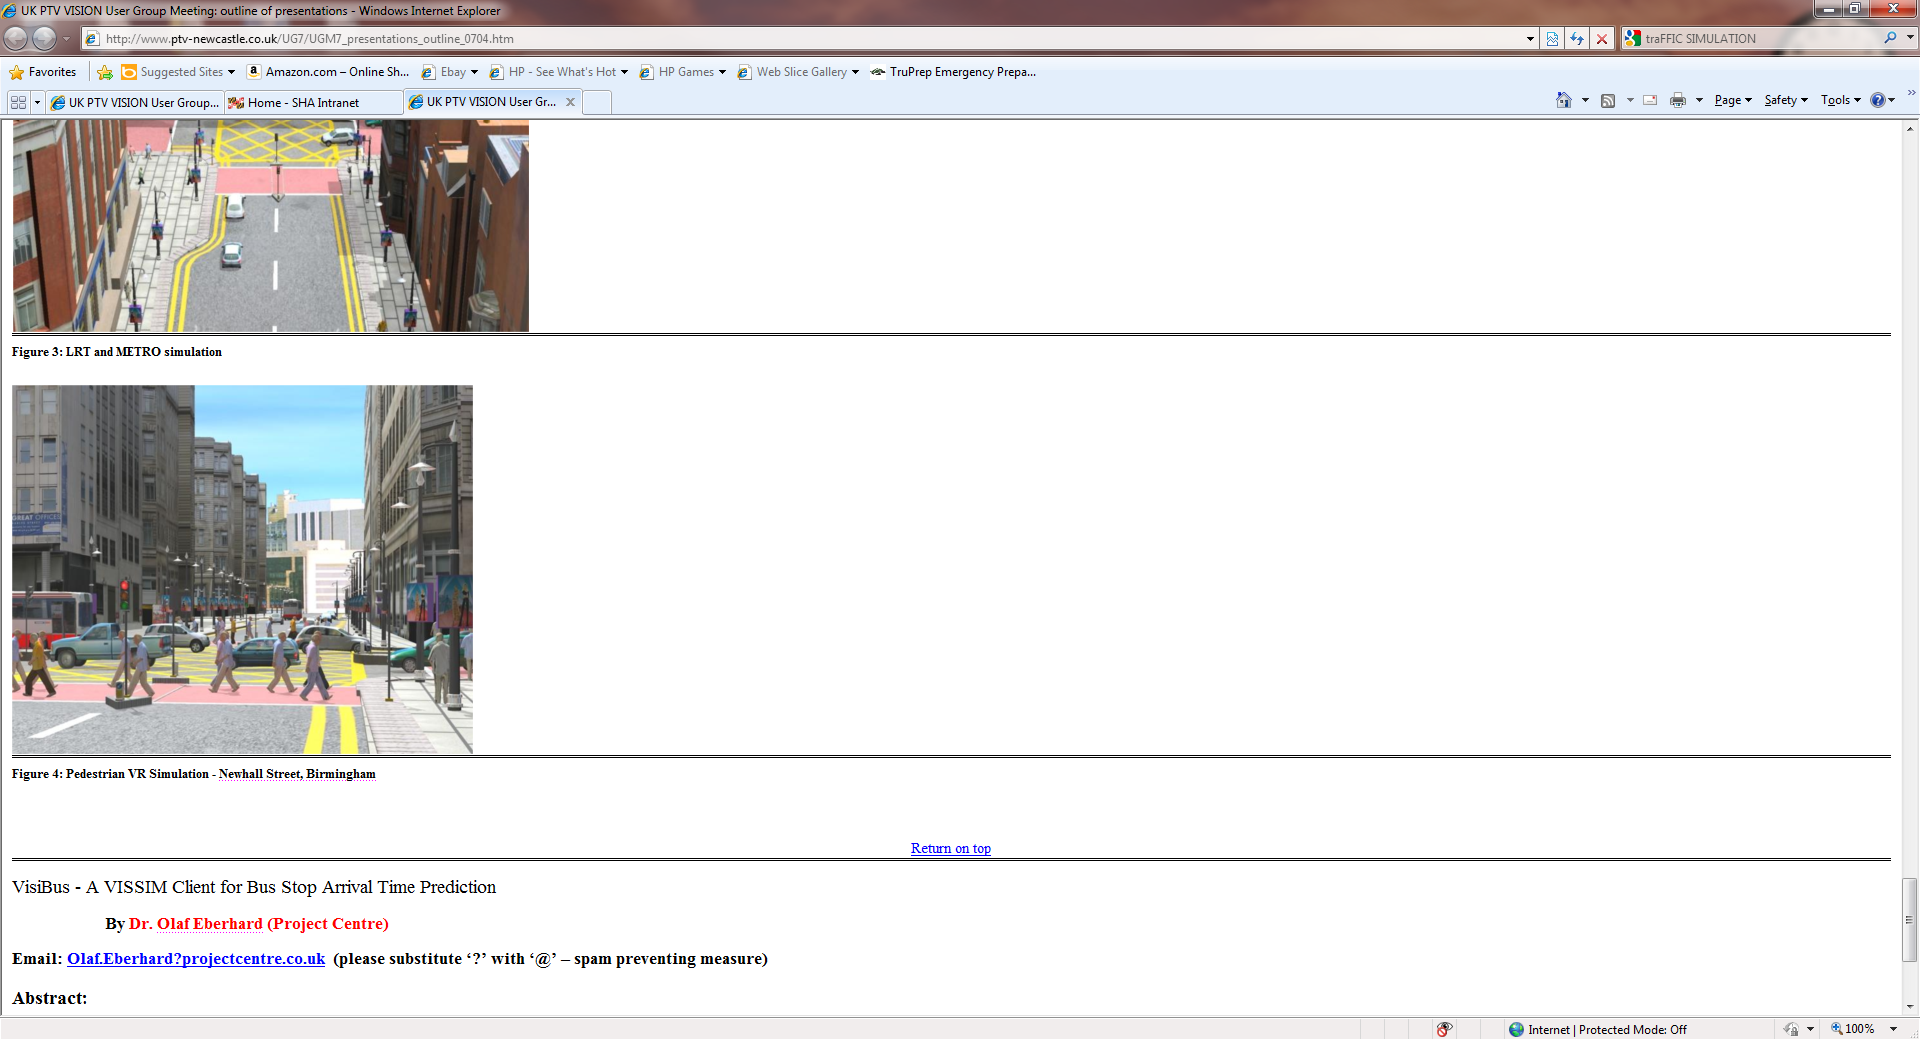 UK PTV VISION User Group Meeting: outline of presentations - Windows Internet Explorer
http://www.ptv-newcastle.co.uk/UG7/UGM7_presentations_outline_0704.htm
traFFIC SIMULATION
Favorites
Suggested Sites
Amazon.com – Online Sh...
Ebay
HP - See What's Hot
HP Games
Web Slice Gallery
TruPrep Emergency Prepa...
UK PTV VISION User Group...
Home - SHA Intranet
UK PTV VISION User Gr...
Page
Safety
Tools
Figure 3: LRT and METRO simulation
GREAT OFFICES
Figure 4: Pedestrian VR Simulation - Newhall Street, Birmingham
Return on top
VisiBus - A VISSIM Client for Bus Stop Arrival Time Prediction
By Dr. Olaf Eberhard (Project Centre)
Email: Olaf.Eberhard?projectcentre.co.uk (please substitute ‘?’ with ‘@’ – spam preventing measure)
Abstract:
Internet | Protected Mode: Off
100%